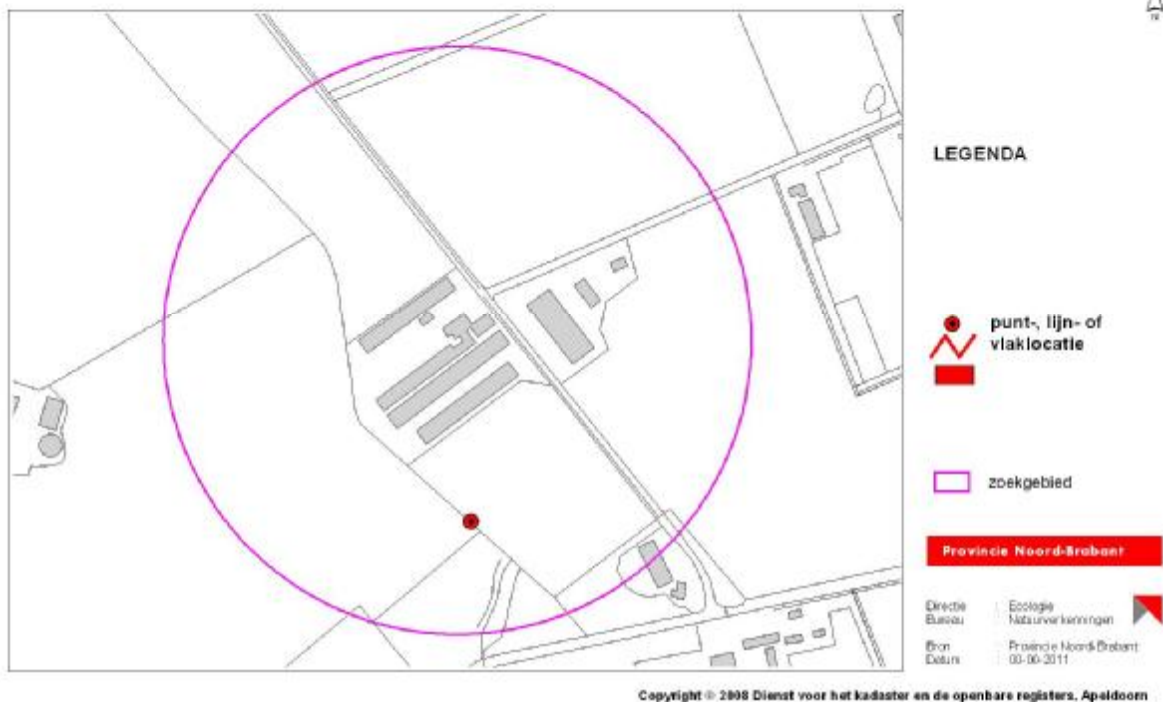 N
LEGENDA
punt-, lijn- of
vlaklocatie
zoekgebied
Provincie Noord-Brabant
Directie : Ecologie
Bureau : Natuurverkenningen
Bron : Provincie Noord-Brabant
Datum :
Copyright © 2008 Dienst voor het kadaster en de openbare registers, Apeldoorn